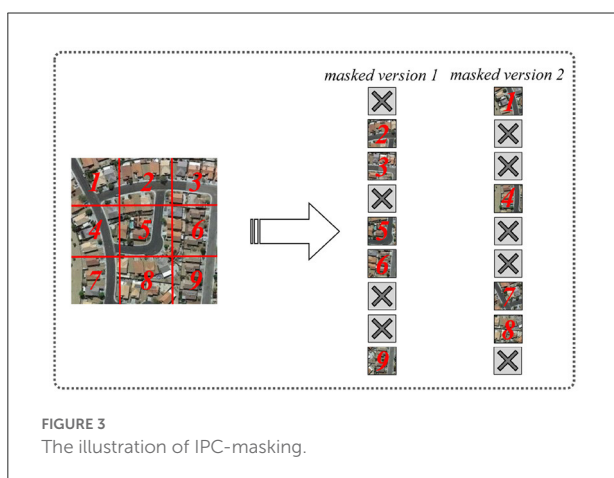 masked version 1 masked version 2
1 2 3
4 5 6
7 8 9
1
2
3
4
5
6
7
8
9
FIGURE 3
The illustration of IPC-masking.